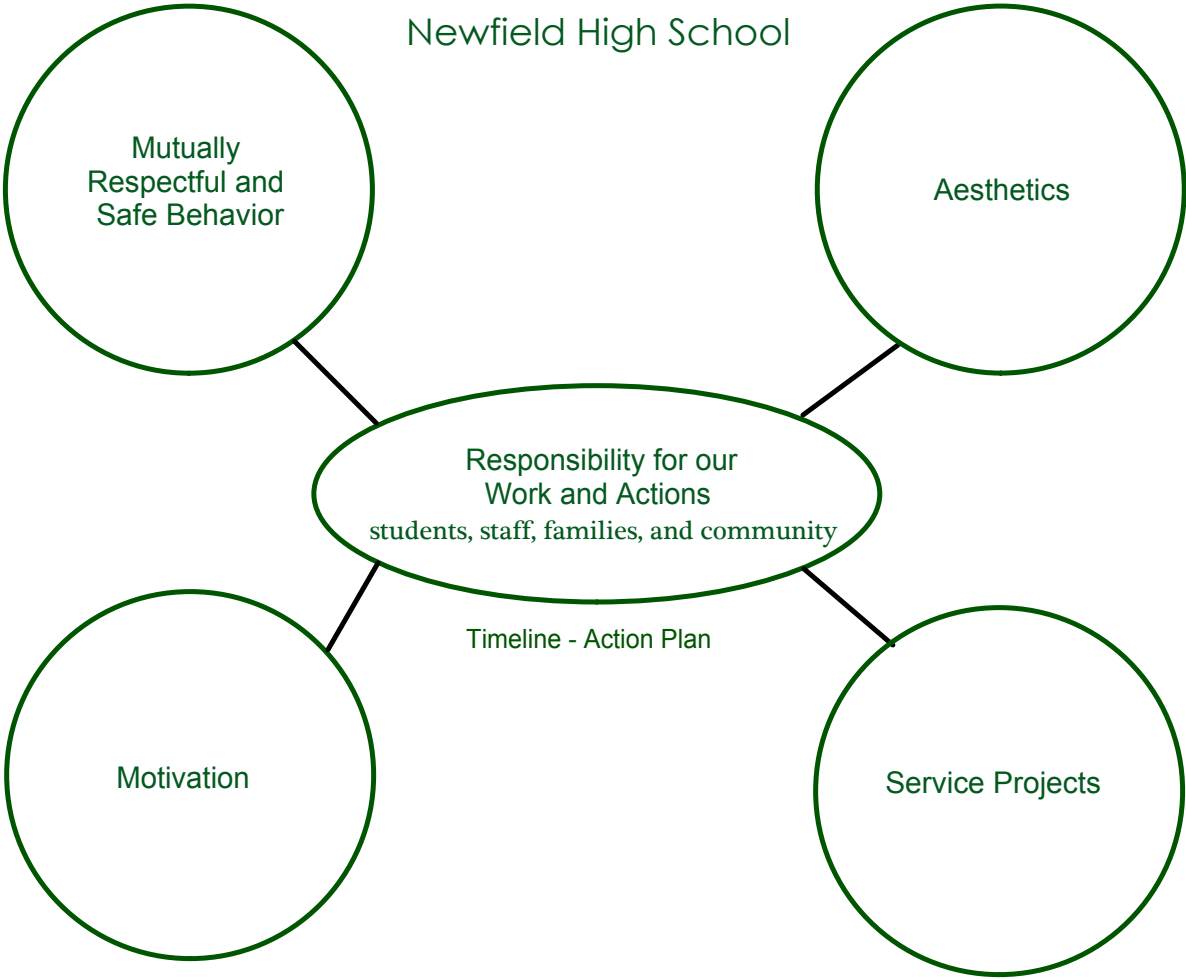 Newfield High School
Mutually
Respectful and
Safe Behavior
Aesthetics
Responsibility for our
Work and Actions
students, staff, families, and community
Timeline - Action Plan
Motivation
Service Projects